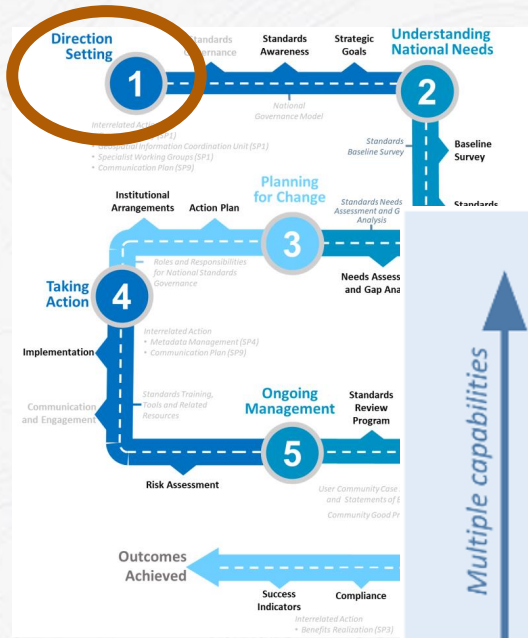 Direction
Setting
1
Standards
Standards
Awareness
Strategic
Goals
Understanding
National Needs
2
National
Governance Model
Interrelated Action
(SP1)
Geospatial Information Coordination Unit (SP1)
• Specialist Working Groups (SP1)
• Communication Plan (SP9)
Standards
Baseline Survey
Baseline
Survey
Standards
Institutional
Arrangements
Action Plan
Planning
for Change
3
Standards Needs
Assessment and G
Analysis
Roles and Responsibilities
for National Standards
Governance
Needs Assess
and Gap Ana
Taking
Action
4
Interrelated Action
• Metadata Management (SP4)
• Communication Plan (SP9)
Implementation
Communication
and Engagement
Standards Training,
Tools and Related
Resources
Ongoing
Management
5
Standards
Review
Program
Risk Assessment
User Community Case
and Statements of
Community Good Pr
Outcomes
Achieved
Success
Indicators
Compliance
Interrelated Action
• Benefits Realization (SP3)
Multiple capabilities